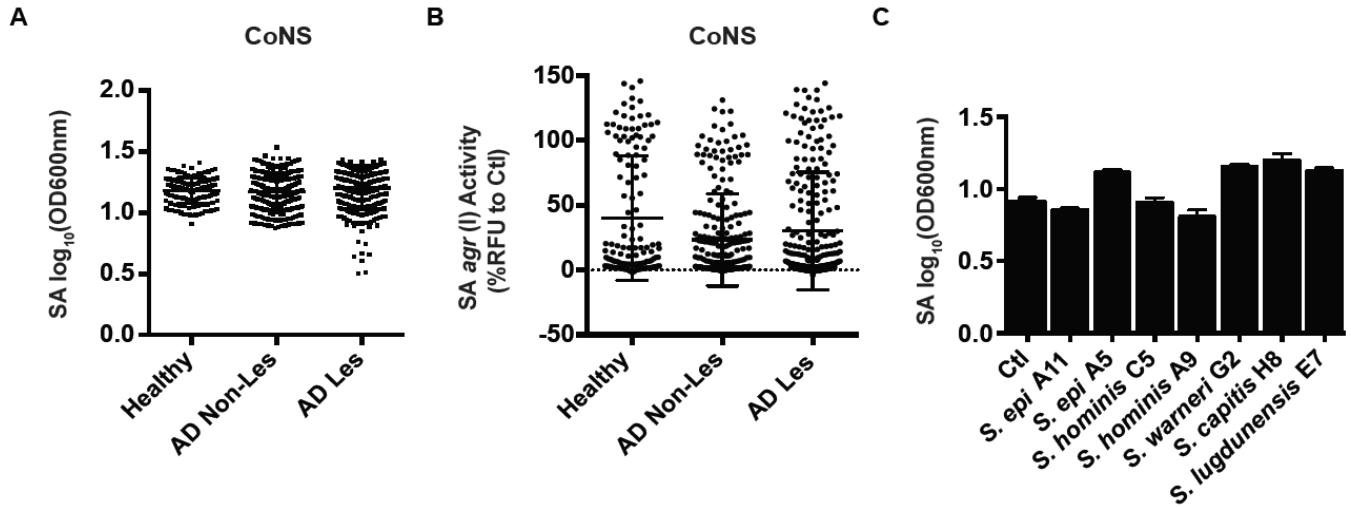 A
CoNS
SA log₁₀(OD600nm)
2.0
1.5
1.0
0.5
0.0
Healthy
AD Non-Les
AD Les
B
CoNS
SA agr (I) Activity
(%RFU to Ctl)
150
100
50
0
-50
Healthy
AD Non-Les
AD Les
C
SA log₁₀(OD600nm)
1.5
1.0
0.5
0.0
Ctl
S. epi A11
S. epi A5
S. hominis C5
S. hominis A9
S. warneri G2
S. capitis H8
S. lugdunensis E7